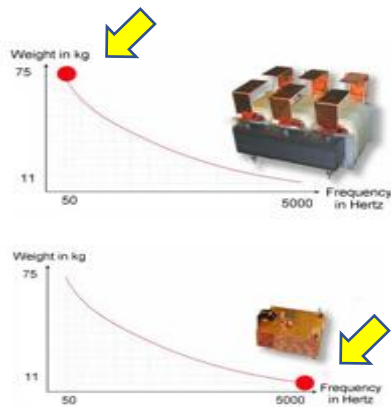 Weight in kg
75
11
50
5000
Frequency
in Hertz
Weight in kg
75
11
50
5000
Frequency
in Hertz